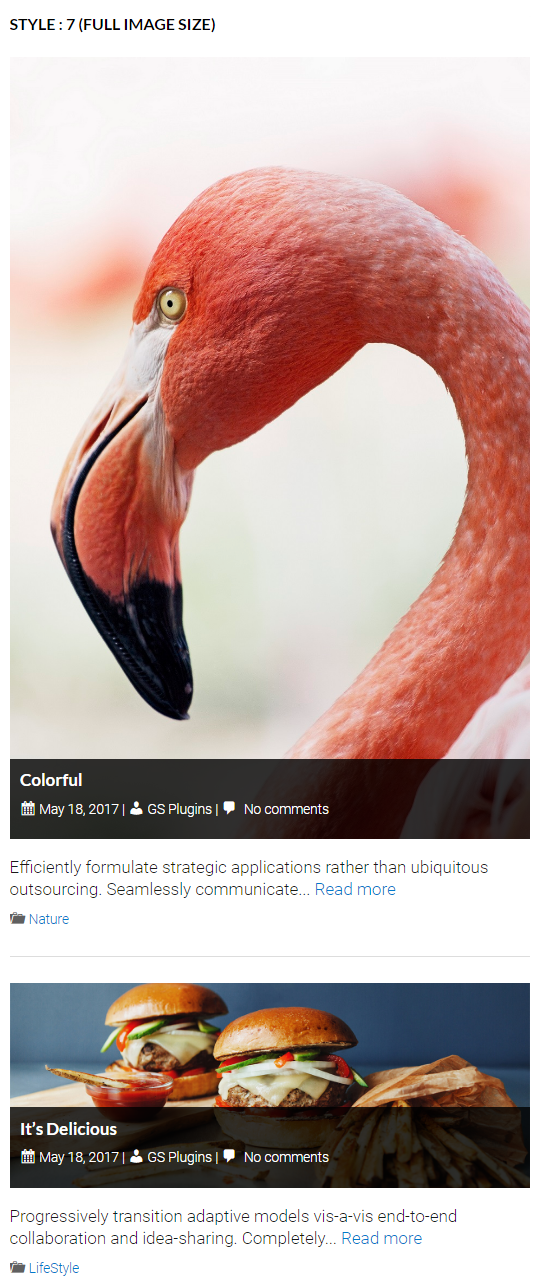 STYLE : 7 (FULL IMAGE SIZE)
Colorful
May 18, 2017 | GS Plugins | No comments
Efficiently formulate strategic applications rather than ubiquitous
outsourcing. Seamlessly communicate... Read more
Nature
It's Delicious
May 18, 2017 | GS Plugins | No comments
Progressively transition adaptive models vis-a-vis end-to-end
collaboration and idea-sharing. Completely... Read more
LifeStyle